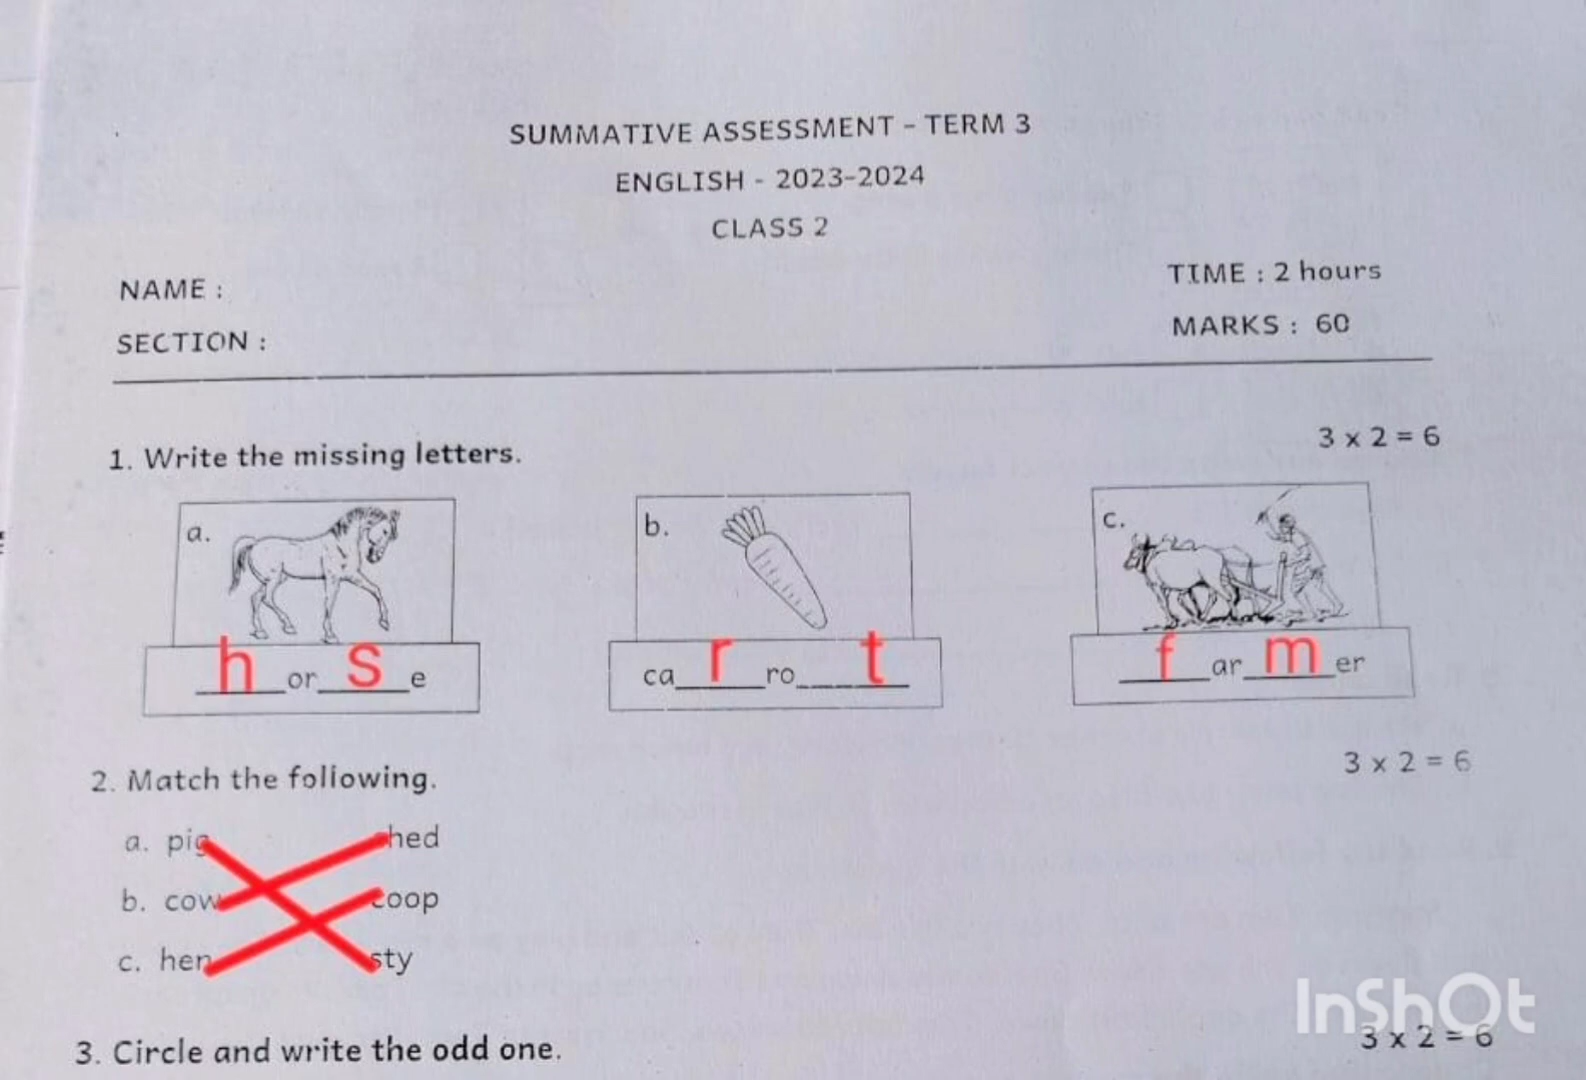 SUMMATIVE ASSESSMENT - TERM 3
ENGLISH - 2023-2024
CLASS 2
NAME :
TIME : 2 hours
SECTION :
MARKS : 60
1. Write the missing letters.
3 x 2 = 6
a.
b.
c.
h or s e
ca r ro t
f ar m er
2. Match the following.
3 x 2 = 6
a. pig shed
b. cow coop
c. hen sty
InShOt
3. Circle and write the odd one.
3 x 2 = 6